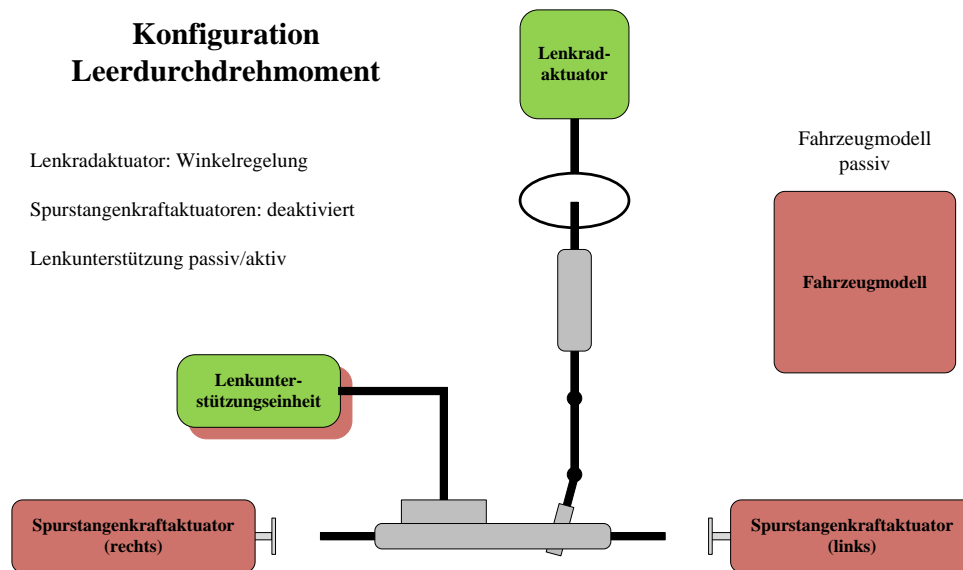 Konfiguration
Leerdurchdrehmoment
Lenkrad-
aktuator
Lenkradaktuator: Winkelregelung
Spurstangenkraftaktuatoren: deaktiviert
Lenkunterstützung passiv/aktiv
Fahrzeugmodell
passiv
Fahrzeugmodell
Lenkunter-
stützungseinheit
Spurstangenkraftaktuator
(rechts)
Spurstangenkraftaktuator
(links)